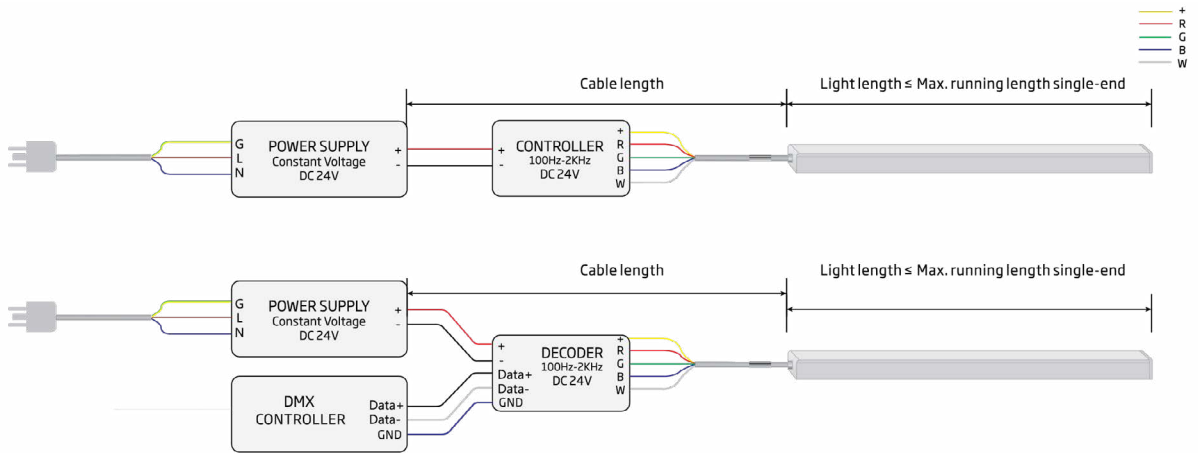 +
R
G
B
W
Cable length
Light length ≤ Max. running length single-end
G
L
N
POWER SUPPLY
Constant Voltage
DC 24V
+
-
+
-
CONTROLLER
100Hz-2KHz
DC 24V
+
R
G
B
W
Cable length
Light length ≤ Max. running length single-end
G
L
N
POWER SUPPLY
Constant Voltage
DC 24V
+
-
+
-
Data+
Data-
GND
DECODER
100Hz-2KHz
DC 24V
+
R
G
B
W
DMX
CONTROLLER
Data+
Data-
GND